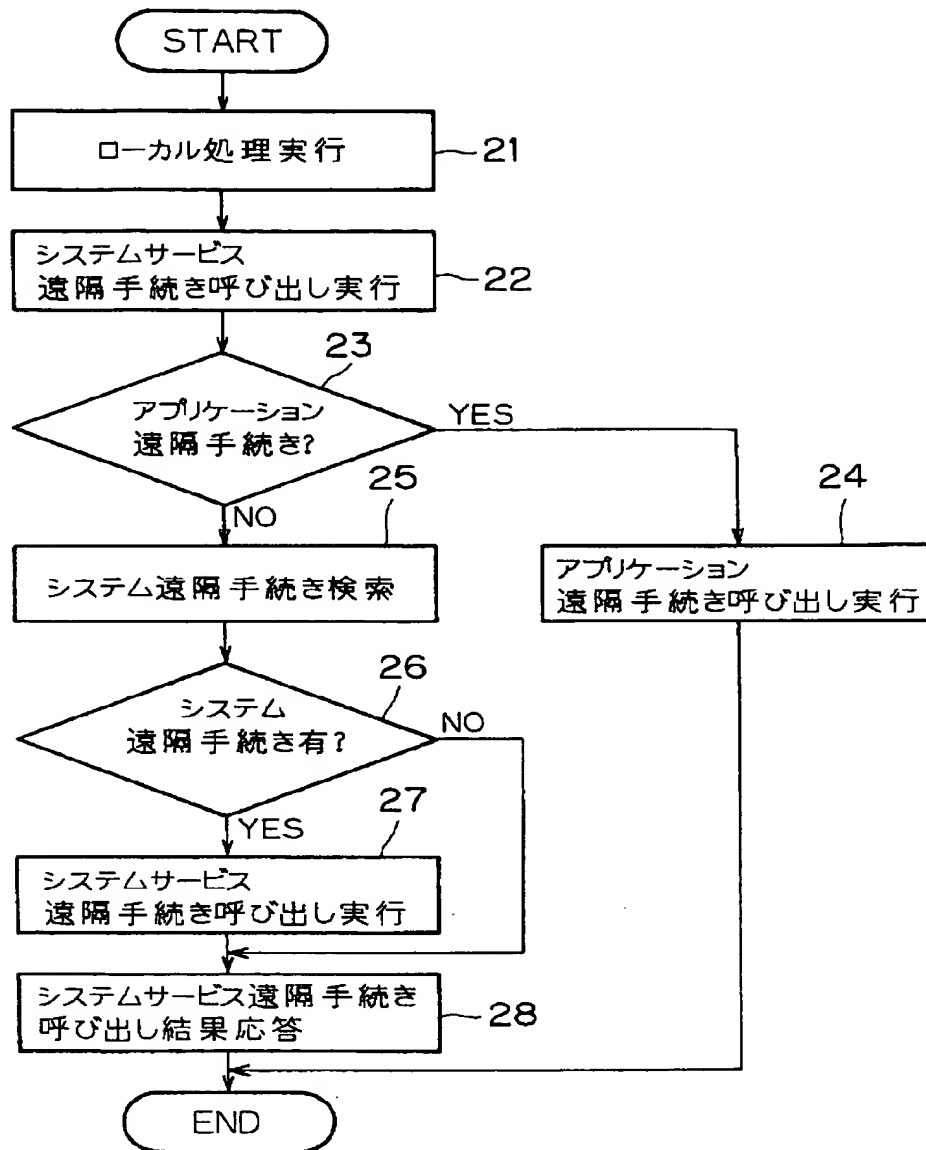 START
ローカル処理実行
21
システムサービス
遠隔手続き呼び出し実行
22
23
アプリケーション
遠隔手続き?
YES
NO
25
システム遠隔手続き検索
24
アプリケーション
遠隔手続き呼び出し実行
26
システム
遠隔手続き有?
NO
YES
27
システムサービス
遠隔手続き呼び出し実行
システムサービス遠隔手続き
呼び出し結果応答
28
END